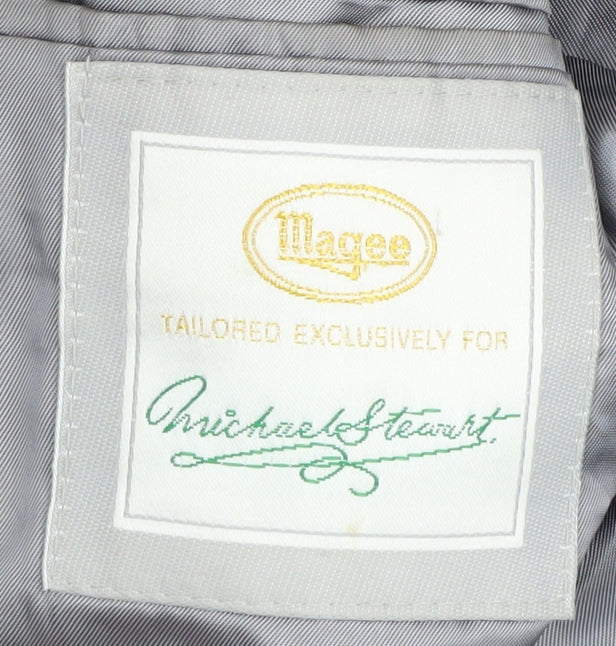 Magee
TAILORED EXCLUSIVELY FOR
Michael Stewart.